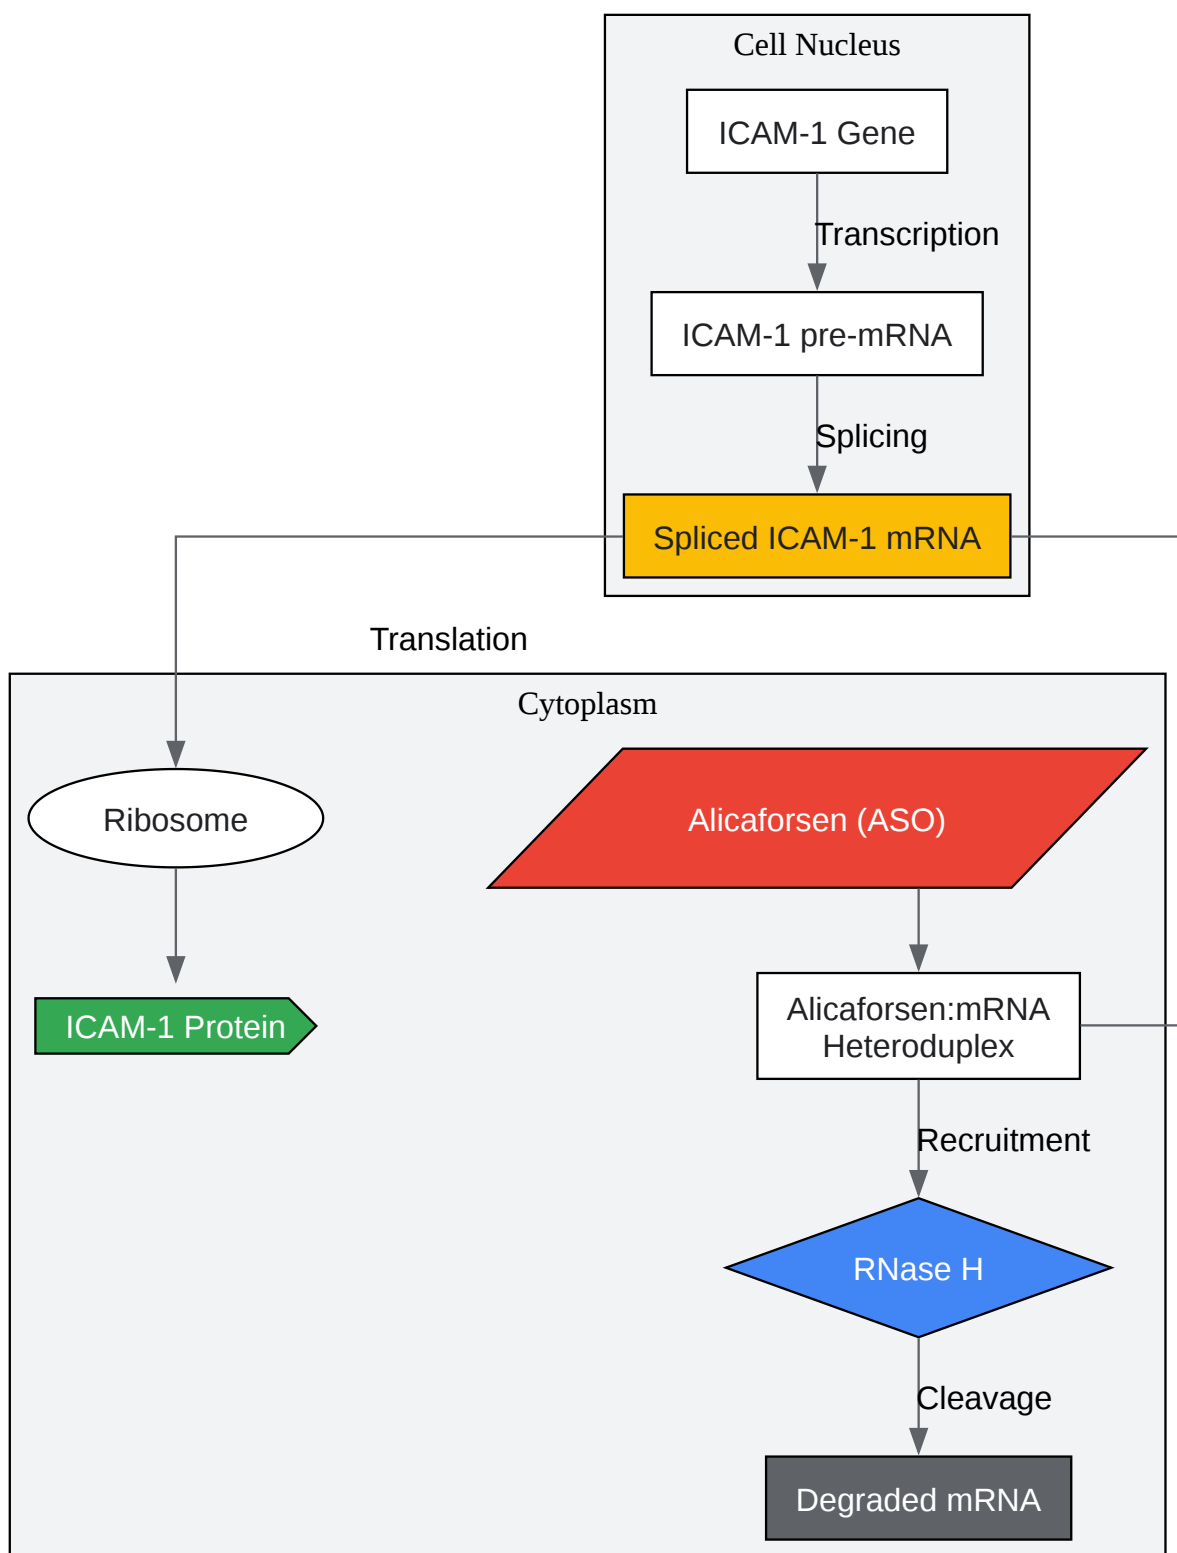 Cell Nucleus
ICAM-1 Gene
Transcription
ICAM-1 pre-mRNA
Splicing
Spliced ICAM-1 mRNA
Translation
Cytoplasm
Ribosome
Alicaforsen (ASO)
ICAM-1 Protein
Alicaforsen:mRNA
Heteroduplex
Recruitment
RNase H
Cleavage
Degraded mRNA